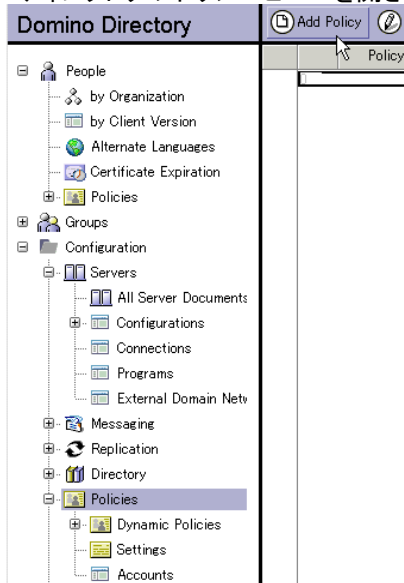 Domino Directory
Add Policy
Policy
People
by Organization
by Client Version
Alternate Languages
Certificate Expiration
Policies
Groups
Configuration
Servers
All Server Documents
Configurations
Connections
Programs
External Domain Netw
Messaging
Replication
Directory
Policies
Dynamic Policies
Settings
Accounts